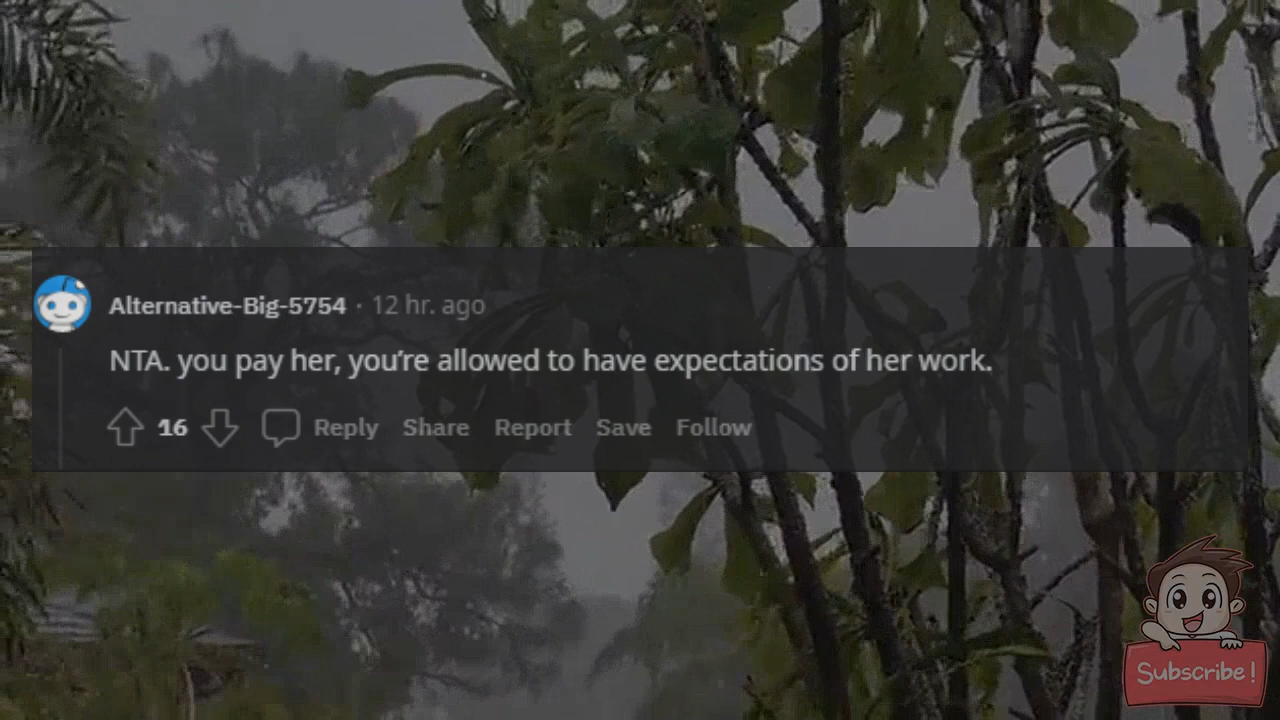 Alternative-Big-5754 · 12 hr. ago
NTA. you pay her, you’re allowed to have expectations of her work.
16 Reply Share Report Save Follow
Subscribe!